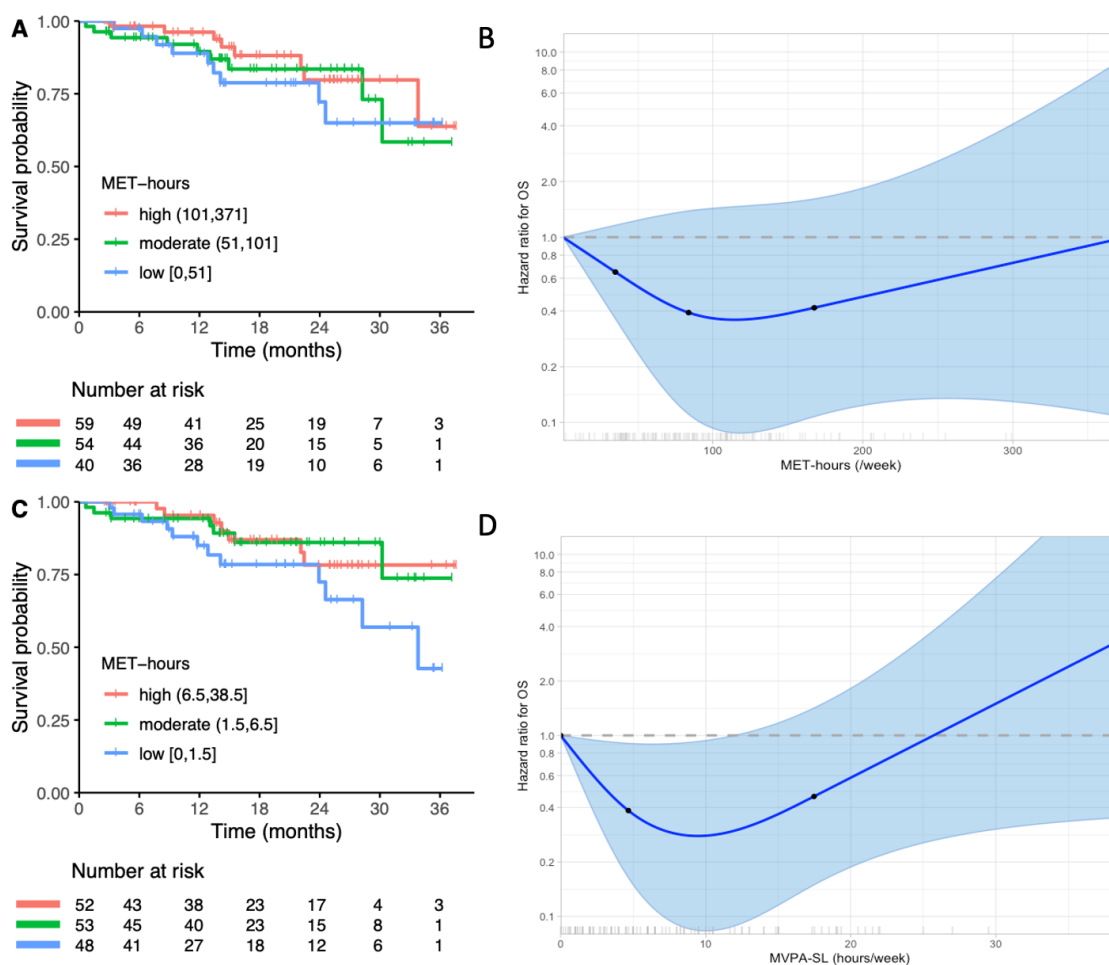 A
1.00
0.75
0.50
0.25
0.00
Survival probability
MET−hours
high (101,371]
moderate (51,101]
low [0,51]
0 6 12 18 24 30 36
Time (months)
Number at risk
59 49 41 25 19 7 3
54 44 36 20 15 5 1
40 36 28 19 10 6 1
B
10.0
8.0
6.0
4.0
2.0
1.0
0.8
0.6
0.4
0.2
0.1
Hazard ratio for OS
100 200 300
MET-hours (/week)
C
1.00
0.75
0.50
0.25
0.00
Survival probability
MET−hours
high (6.5,38.5]
moderate (1.5,6.5]
low [0,1.5]
0 6 12 18 24 30 36
Time (months)
Number at risk
52 43 38 23 17 4 3
53 45 40 23 15 8 1
48 41 27 18 12 6 1
D
10.0
8.0
6.0
4.0
2.0
1.0
0.8
0.6
0.4
0.2
0.1
Hazard ratio for OS
0 10 20 30
MVPA-SL (hours/week)